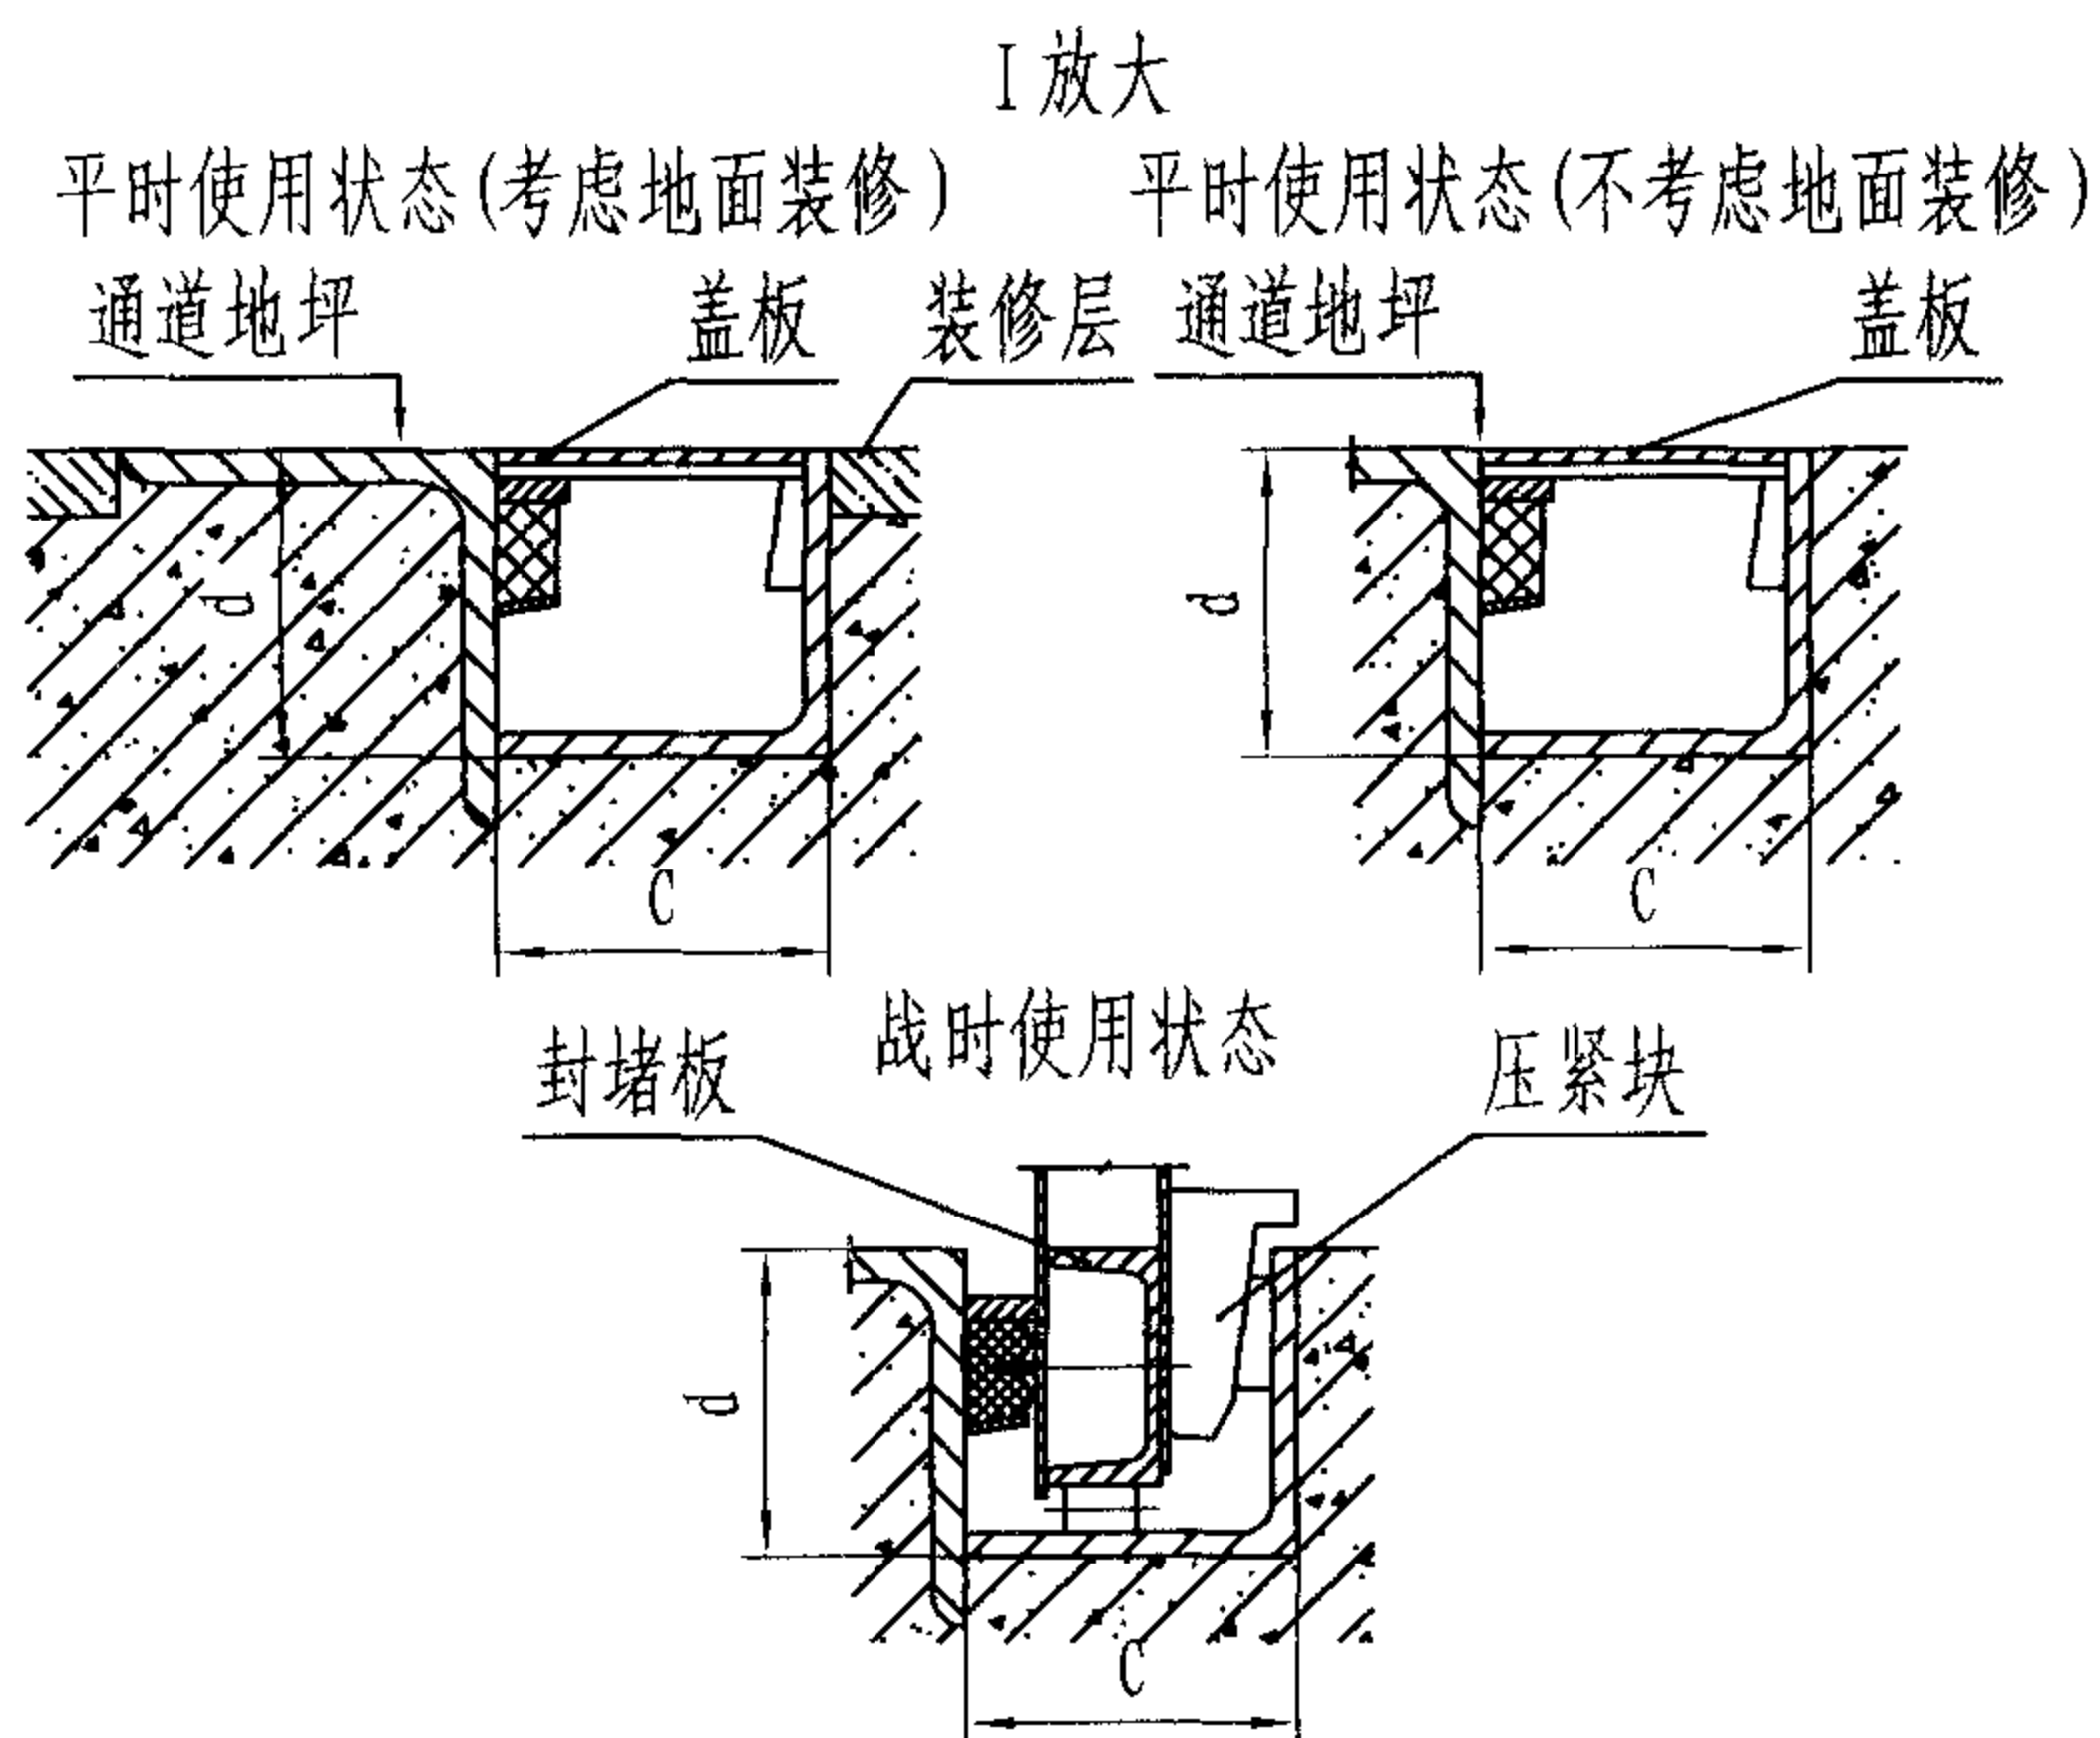 I 放大
平时使用状态(考虑地面装修)
平时使用状态(不考虑地面装修)
通道地坪
盖板
装修层
通道地坪
盖板
d
d
C
C
战时使用状态
封堵板
压紧块
d
C